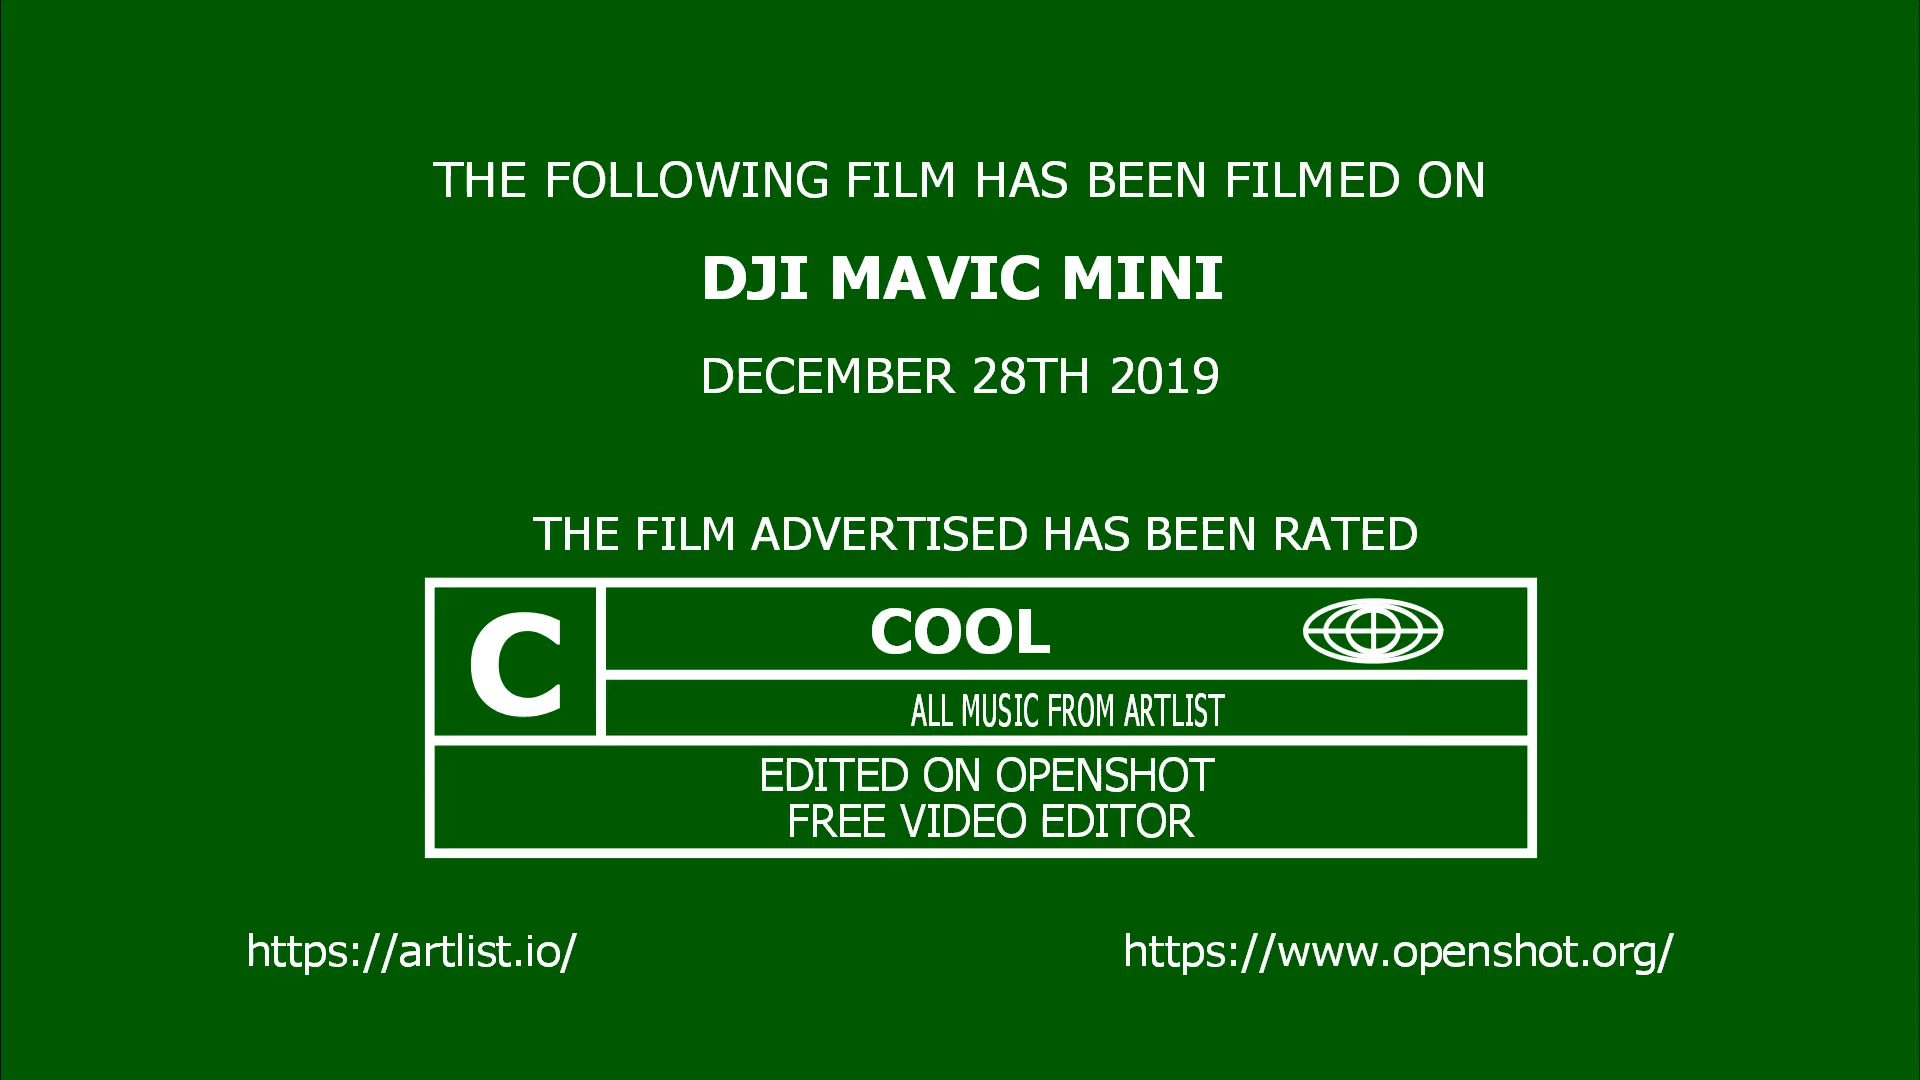 THE FOLLOWING FILM HAS BEEN FILMED ON
DJI MAVIC MINI
DECEMBER 28TH 2019
THE FILM ADVERTISED HAS BEEN RATED
C
COOL
ALL MUSIC FROM ARTLIST
EDITED ON OPENSHOT
FREE VIDEO EDITOR
https://artlist.io/
https://www.openshot.org/